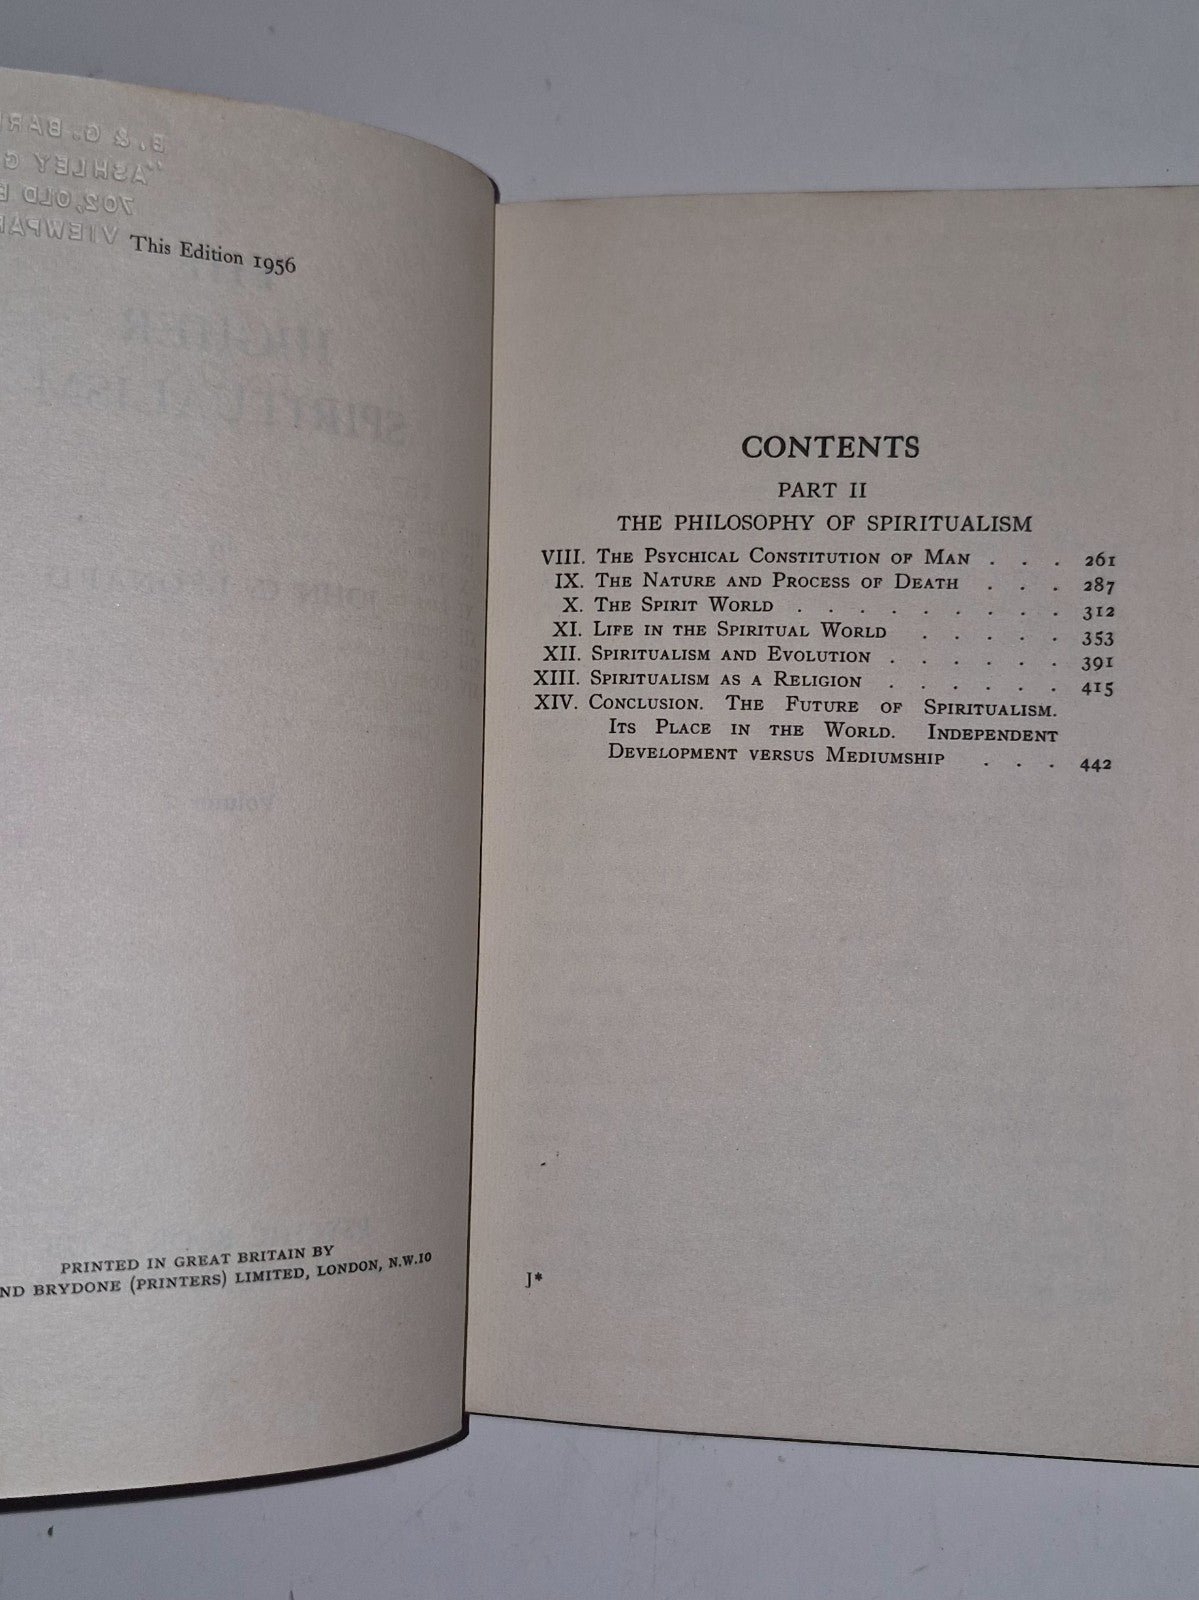 This Edition 1956
PRINTED IN GREAT BRITAIN BY
BRYDONE (PRINTERS) LIMITED, LONDON, N.W.10
CONTENTS
PART II
THE PHILOSOPHY OF SPIRITUALISM
VIII. THE PSYCHICAL CONSTITUTION OF MAN . . . 261
IX. THE NATURE AND PROCESS OF DEATH . . . 287
X. THE SPIRIT WORLD . . . . . . . . . 312
XI. LIFE IN THE SPIRITUAL WORLD . . . . . 353
XII. SPIRITUALISM AND EVOLUTION . . . . . . 391
XIII. SPIRITUALISM AS A RELIGION . . . . . . 415
XIV. CONCLUSION. THE FUTURE OF SPIRITUALISM.
ITS PLACE IN THE WORLD. INDEPENDENT
DEVELOPMENT VERSUS MEDIUMSHIP . . . 442
J*